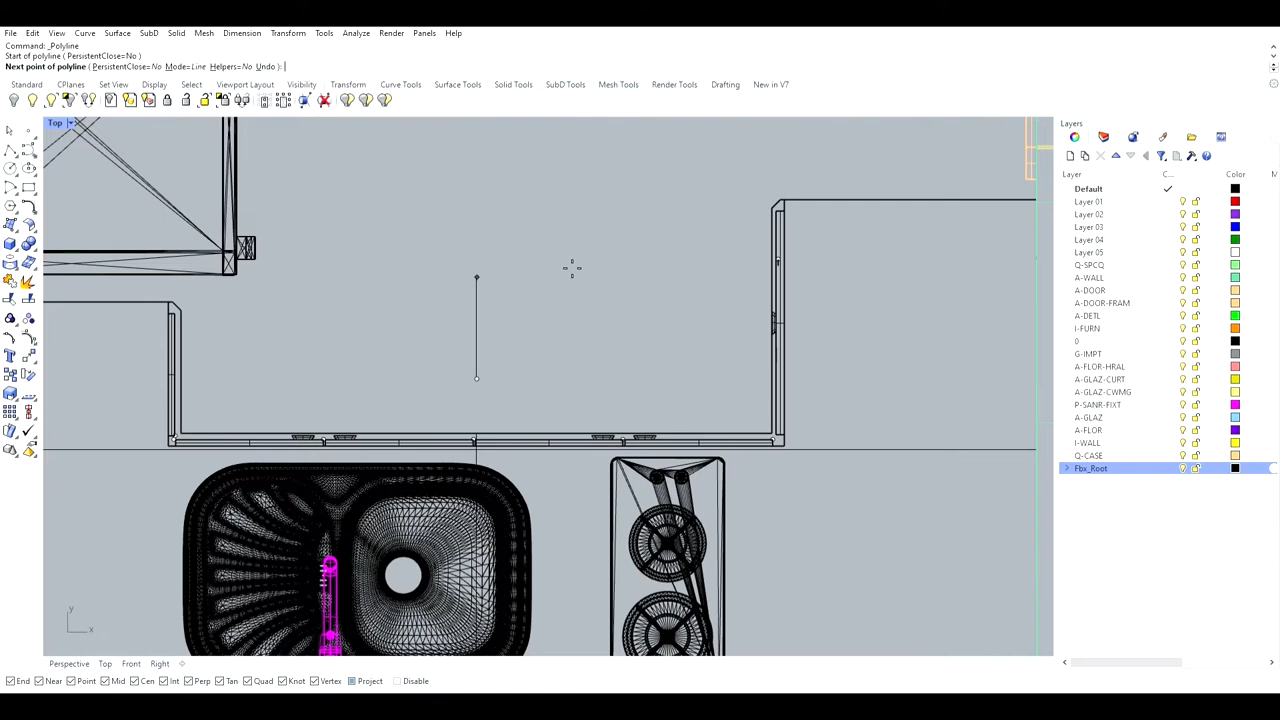 File Edit View Curve Surface SubD Solid Mesh Dimension Transform Tools Analyze Render Panels Help
Command: _Polyline
Start of polyline ( PersistentClose=No )
Next point of polyline ( PersistentClose=No Mode=Line Helpers=No Undo ):
Standard CPlanes Set View Display Select Viewport Layout Visibility Transform Curve Tools Surface Tools Solid Tools SubD Tools Mesh Tools Render Tools Drafting New in V7
Top
Layers
Layer C... Color M
Default
Layer 01
Layer 02
Layer 03
Layer 04
Layer 05
Q-SPCQ
A-WALL
A-DOOR
A-DOOR-FRAM
A-DETL
I-FURN
0
G-IMPT
A-FLOR-HRAL
A-GLAZ-CURT
A-GLAZ-CWMG
P-SANR-FIXT
A-GLAZ
A-FLOR
I-WALL
Q-CASE
Fbx_Root
y
x
Perspective Top Front Right
End Near Point Mid Cen Int Perp Tan Quad Knot Vertex Project Disable